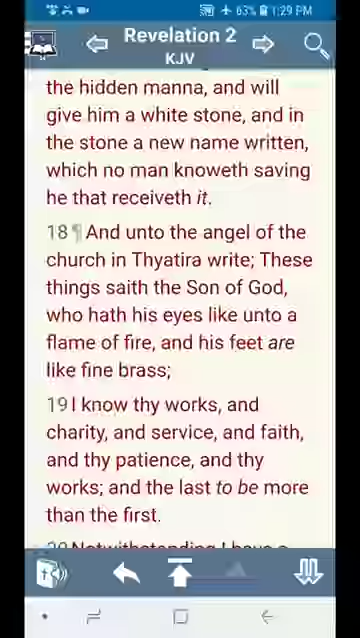 63% 1:29 PM
Revelation 2
KJV
the hidden manna, and will
give him a white stone, and in
the stone a new name written,
which no man knoweth saving
he that receiveth it.
18 ¶ And unto the angel of the
church in Thyatira write; These
things saith the Son of God,
who hath his eyes like unto a
flame of fire, and his feet are
like fine brass;
19 I know thy works, and
charity, and service, and faith,
and thy patience, and thy
works; and the last to be more
than the first.
20 Notwithstanding I have a